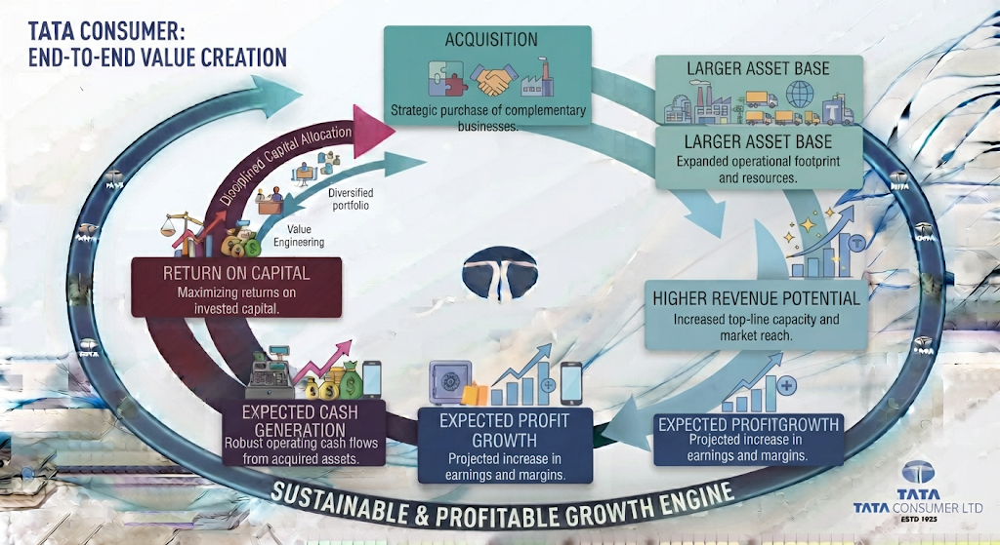 TATA CONSUMER:
END-TO-END VALUE CREATION
ACQUISITION
Strategic purchase of complementary
businesses.
LARGER ASSET BASE
LARGER ASSET BASE
Expanded operational footprint
and resources.
Disciplined Capital Allocation
Diversified
portfolio
Value
Engineering
RETURN ON CAPITAL
Maximizing returns on
invested capital.
HIGHER REVENUE POTENTIAL
Increased top-line capacity and
market reach.
EXPECTED CASH
GENERATION
Robust operating cash flows
from acquired assets.
EXPECTED PROFIT
GROWTH
Projected increase in
earnings and margins.
EXPECTED PROFITGROWTH
Projected increase in
earnings and margins.
SUSTAINABLE & PROFITABLE GROWTH ENGINE
TATA
TATA CONSUMER LTD
ESTD 1925